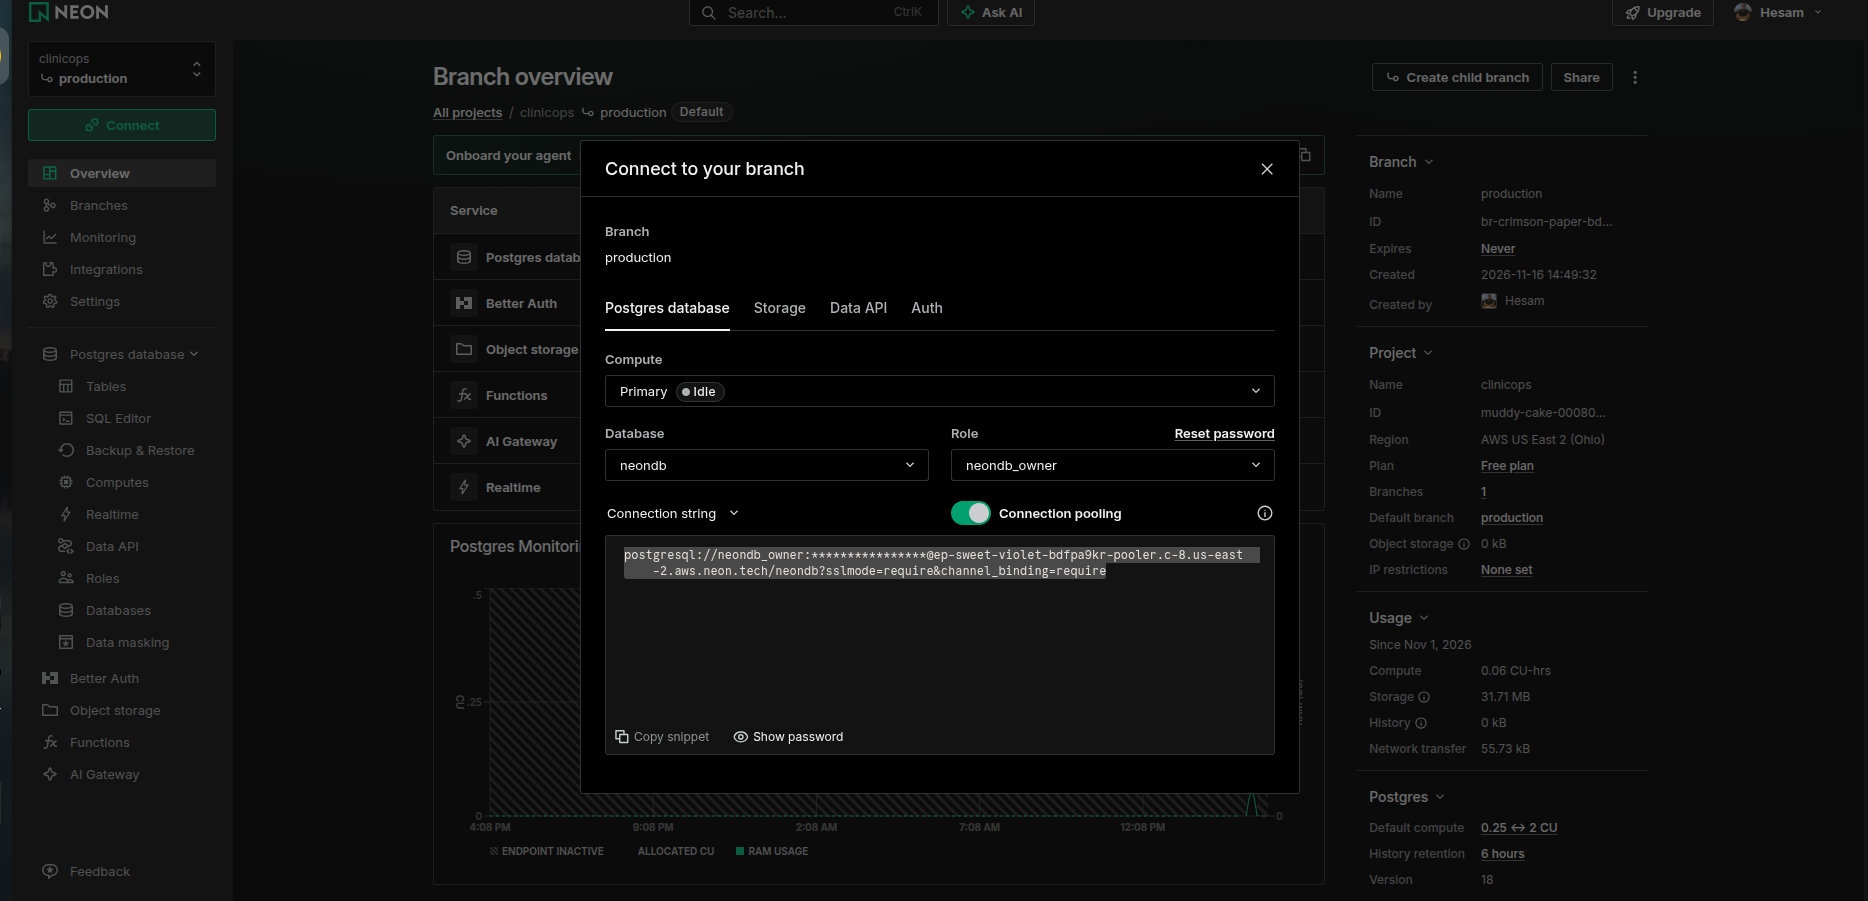 NEON
Search...
CtrlK
Ask AI
Upgrade
Hesam
clinicops
production
Connect
Overview
Branches
Monitoring
Integrations
Settings
Postgres database
Tables
SQL Editor
Backup & Restore
Computes
Realtime
Data API
Roles
Databases
Data masking
Better Auth
Object storage
Functions
AI Gateway
Feedback
Branch overview
Create child branch
Share
All projects / clinicops production Default
Onboard your agent
Service
Postgres datab
Better Auth
Object storage
Functions
AI Gateway
Realtime
Postgres Monitori
.5
.25
0
CU
0
4:08 PM 9:08 PM 2:08 AM 7:08 AM 12:08 PM
ENDPOINT INACTIVE ALLOCATED CU RAM USAGE
Connect to your branch
Branch
production
Postgres database Storage Data API Auth
Compute
Primary Idle
Database
neondb
Role
Reset password
neondb_owner
Connection string
Connection pooling
postgresql://neondb_owner:****************@ep-sweet-violet-bdfpa9kr-pooler.c-8.us-east
-2.aws.neon.tech/neondb?sslmode=require&channel_binding=require
Copy snippet
Show password
Branch
Name production
ID br-crimson-paper-bd...
Expires Never
Created 2026-11-16 14:49:32
Created by Hesam
Project
Name clinicops
ID muddy-cake-00080...
Region AWS US East 2 (Ohio)
Plan Free plan
Branches 1
Default branch production
Object storage 0 kB
IP restrictions None set
Usage
Since Nov 1, 2026
Compute 0.06 CU-hrs
Storage 31.71 MB
History 0 kB
Network transfer 55.73 kB
Postgres
Default compute 0.25 ↔ 2 CU
History retention 6 hours
Version 18